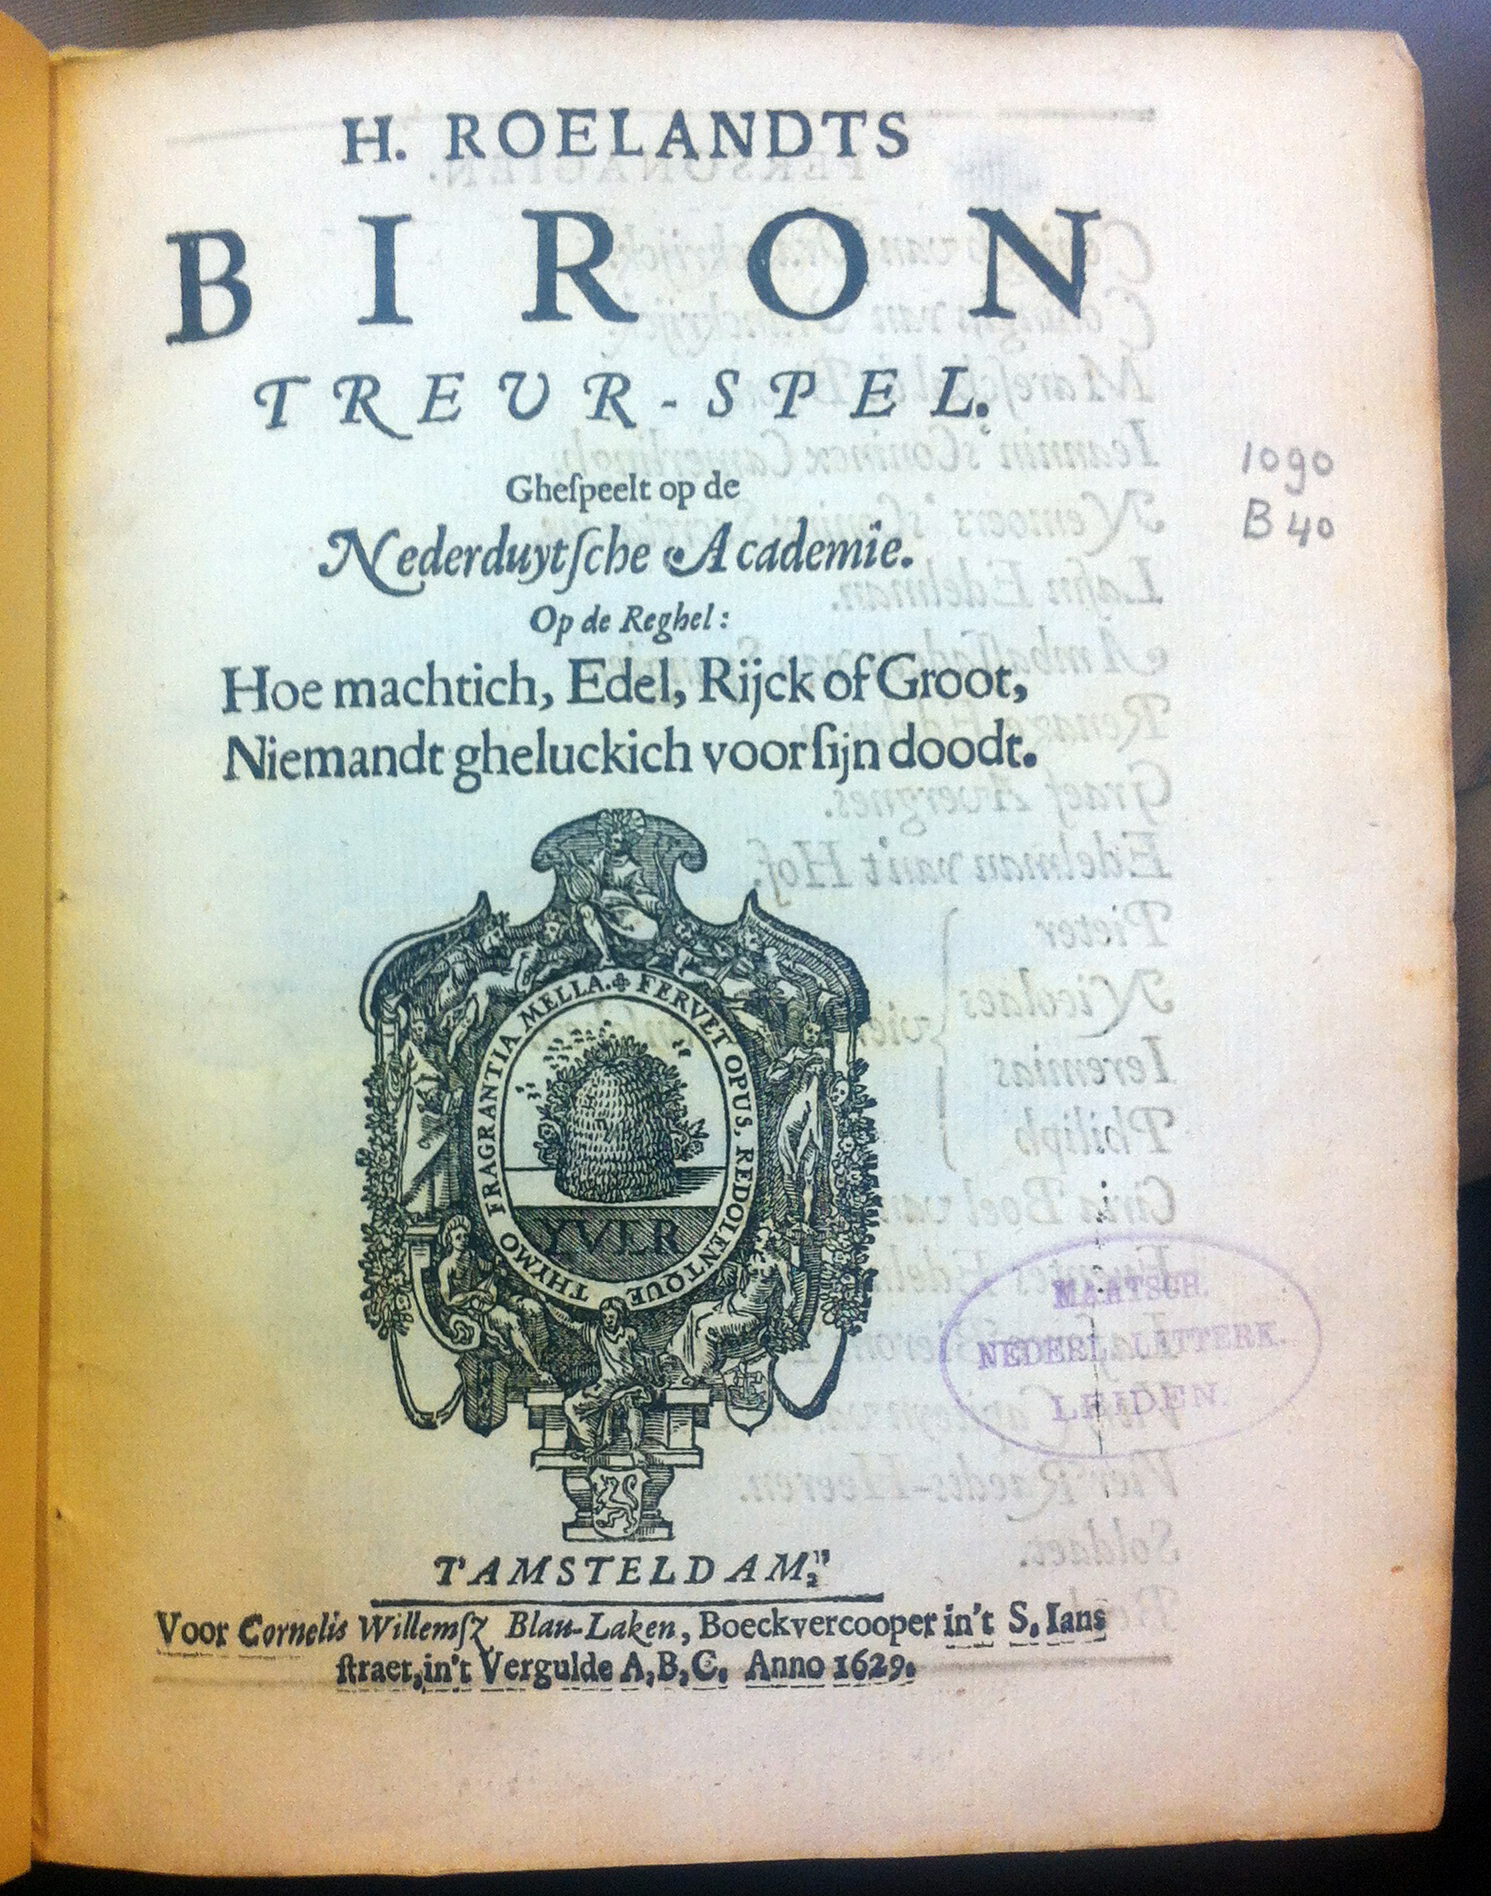 H. ROELANDTS
BIRON
TREVR-SPEL.
Gheſpeelt op de
Nederduytſche Academie.
Op de Reghel:
Hoe machtich, Edel, Rijck of Groot,
Niemandt gheluckich voor ſijn doodt.
1090
B 40
FERVET OPUS, REDOLENTQUE THYMO FRAGRANTIA MELLA.
YVER
MAATSCH.
NEDERL. LETTERK.
LEIDEN.
T'AMSTELDAM,
Voor Cornelis Willemſz Blau-Laken, Boeckvercooper in't S. Ians
ſtraet, in't Vergulde A,B,C. Anno 1629.